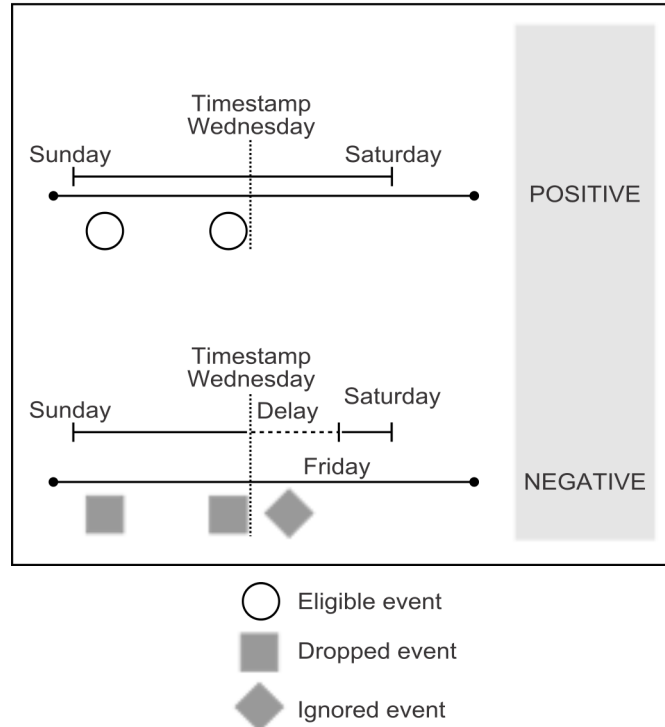 Timestamp
Wednesday
Sunday
Saturday
POSITIVE
Timestamp
Wednesday
Sunday
Delay
Saturday
Friday
NEGATIVE
Eligible event
Dropped event
Ignored event